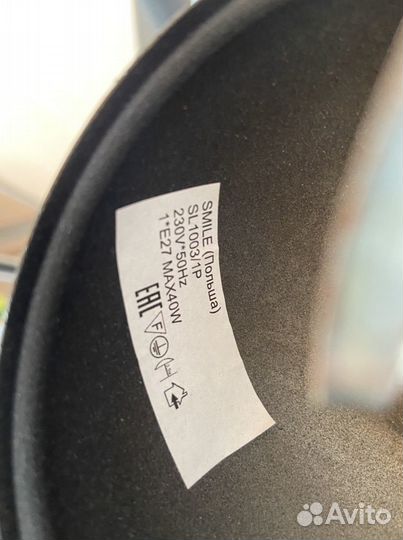 SMILE (Польша)
SL1003/1P
230V*50Hz
1*E27 MAX40W
EAC F
Avito